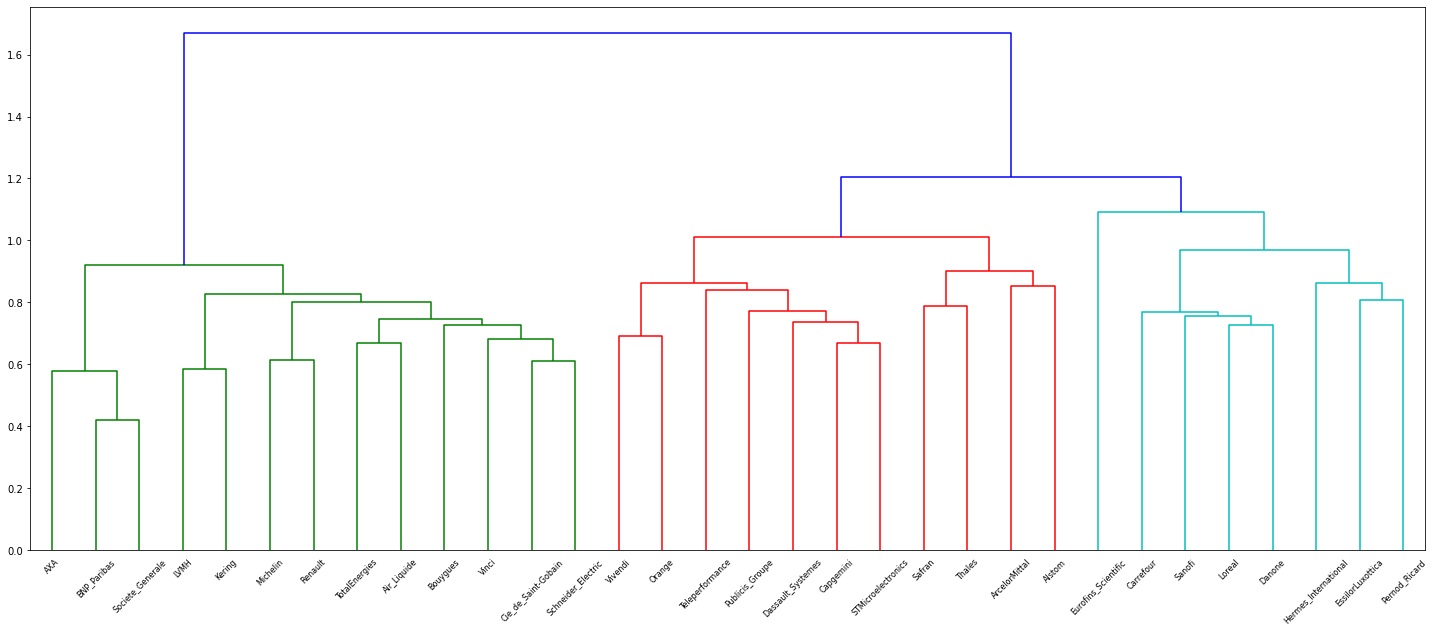 1.6
1.4
1.2
1.0
0.8
0.6
0.4
0.2
0.0
AXA
BNP_Paribas
Societe_Generale
LVMH
Kering
Michelin
Renault
TotalEnergies
Air_Liquide
Bouygues
Vinci
Cie_de_Saint-Gobain
Schneider_Electric
Vivendi
Orange
Teleperformance
Publicis_Groupe
Dassault_Systemes
Capgemini
STMicroelectronics
Safran
Thales
ArcelorMittal
Alstom
Eurofins_Scientific
Carrefour
Sanofi
Loreal
Danone
Hermes_International
EssilorLuxottica
Pernod_Ricard